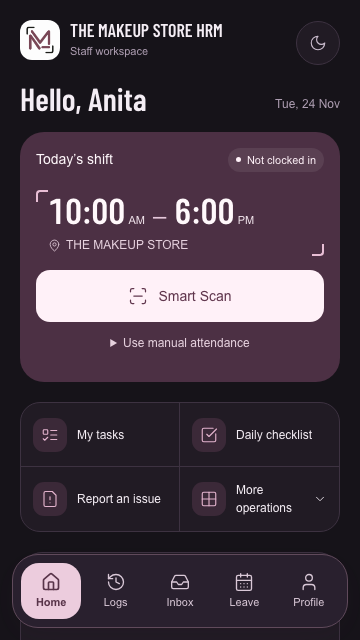 THE MAKEUP STORE HRM
Staff workspace
Hello, Anita
Tue, 24 Nov
Today's shift
Not clocked in
10:00 AM — 6:00 PM
THE MAKEUP STORE
Smart Scan
Use manual attendance
My tasks
Daily checklist
Report an issue
More
operations
Home
Logs
Inbox
Leave
Profile